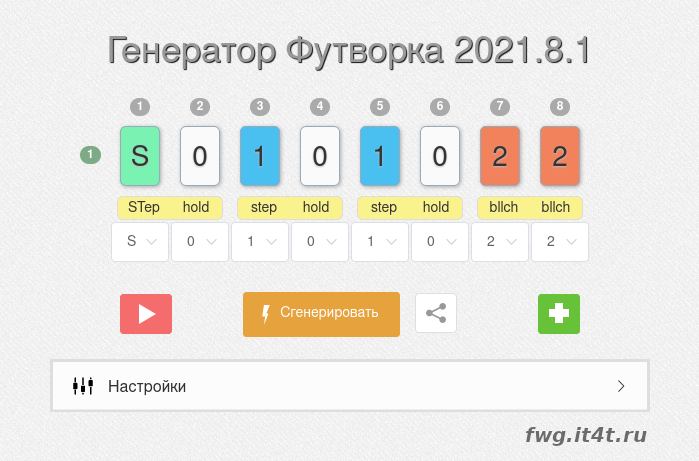 Генератор Футворка 2021.8.1
1 2 3 4 5 6 7 8
1 S 0 1 0 1 0 2 2
STep hold step hold step hold bllch bllch
S 0 1 0 1 0 2 2
Сгенерировать
Настройки
fwg.it4t.ru